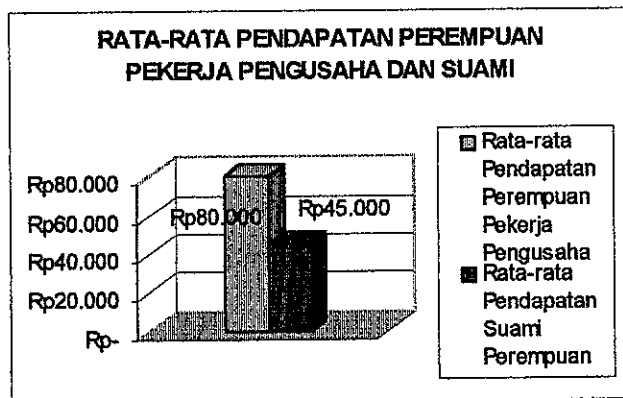 RATA-RATA PENDAPATAN PEREMPUAN
PEKERJA PENGUSAHA DAN SUAMI
Rp80.000
Rp60.000
Rp40.000
Rp20.000
Rp-
Rp80.000
Rp45.000
Rata-rata
Pendapatan
Perempuan
Pekerja
Pengusaha
Rata-rata
Pendapatan
Suami
Perempuan